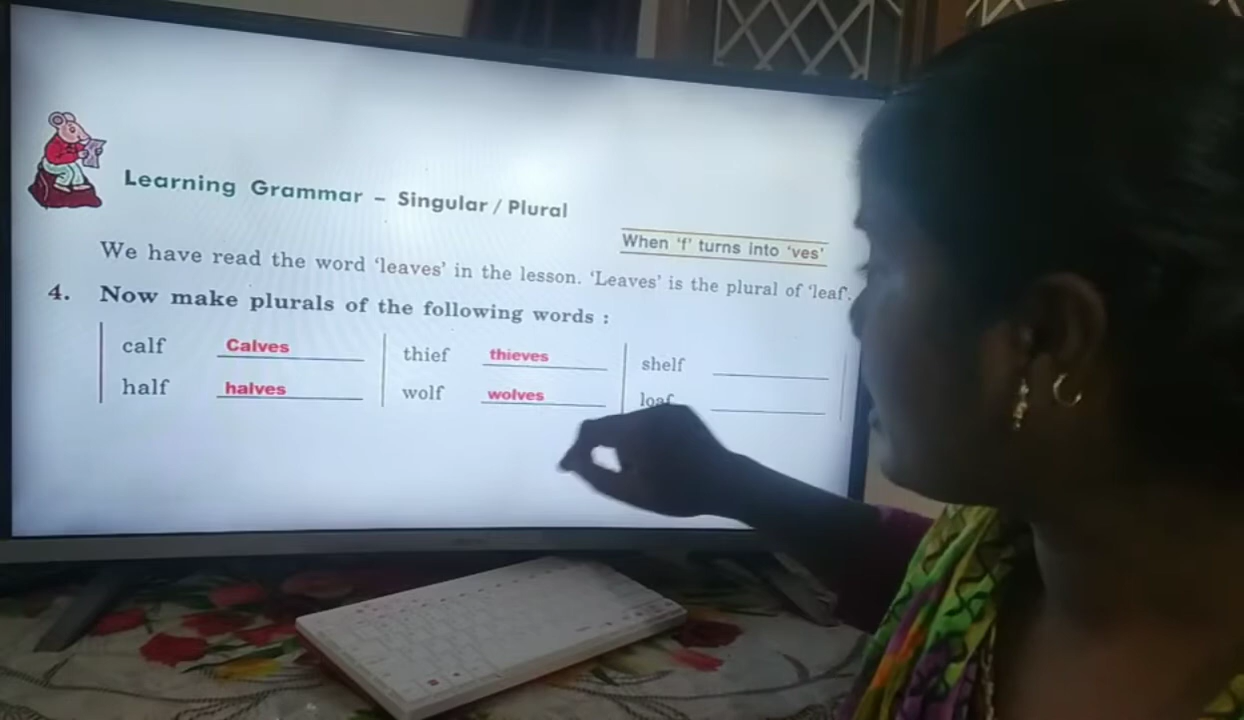 Learning Grammar – Singular / Plural
When 'f' turns into 'ves'
We have read the word 'leaves' in the lesson. 'Leaves' is the plural of 'leaf'.
4. Now make plurals of the following words :
calf Calves thief thieves shelf
half halves wolf wolves loaf